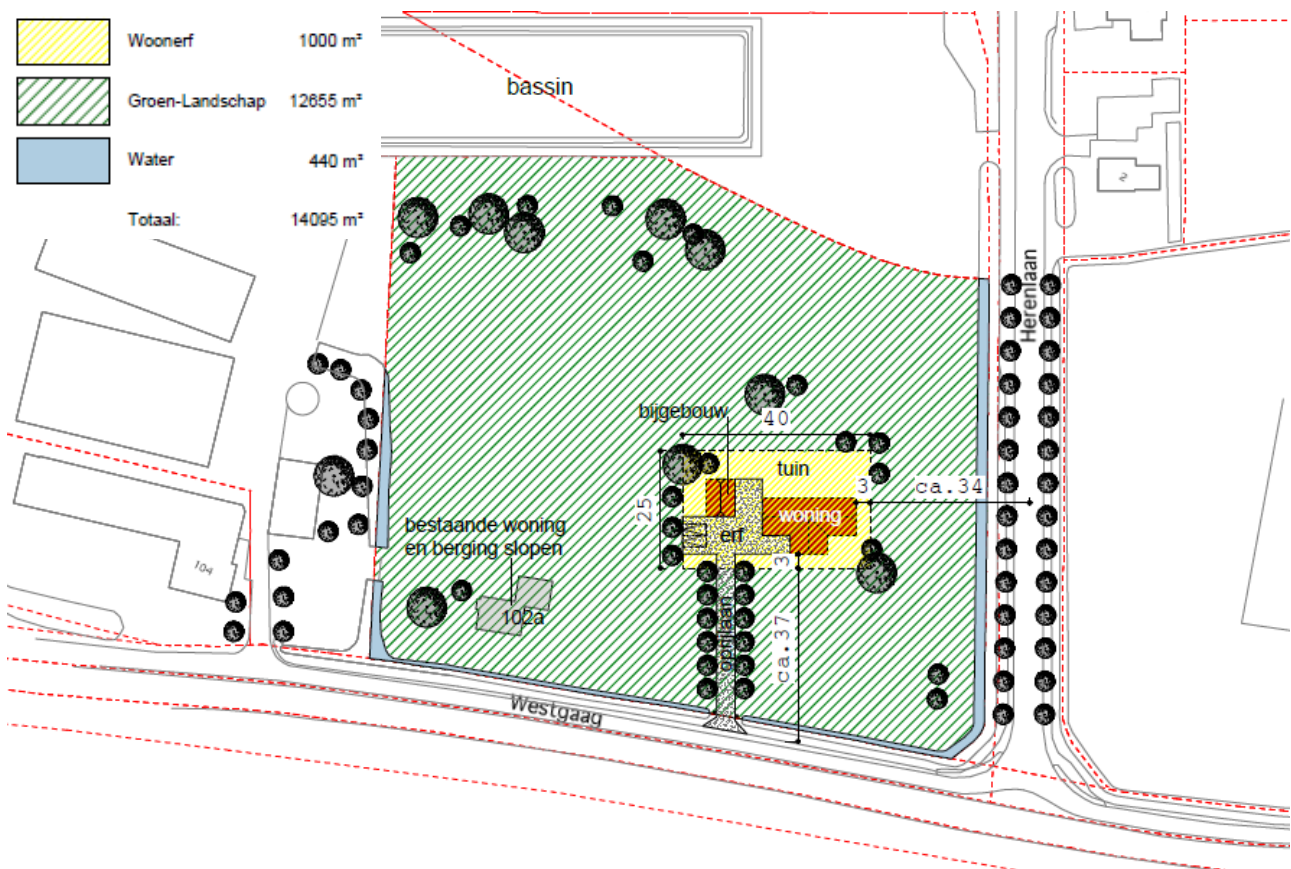 Woonerf 1000 m²
Groen-Landschap 12655 m²
Water 440 m²
Totaal: 14095 m²
bassin
2
Herenlaan
bijgebouw
40
tuin
3
ca.34
25
woning
erf
bestaande woning
en berging slopen
3
104
102a
oprijlaan
ca.37
Westgaag